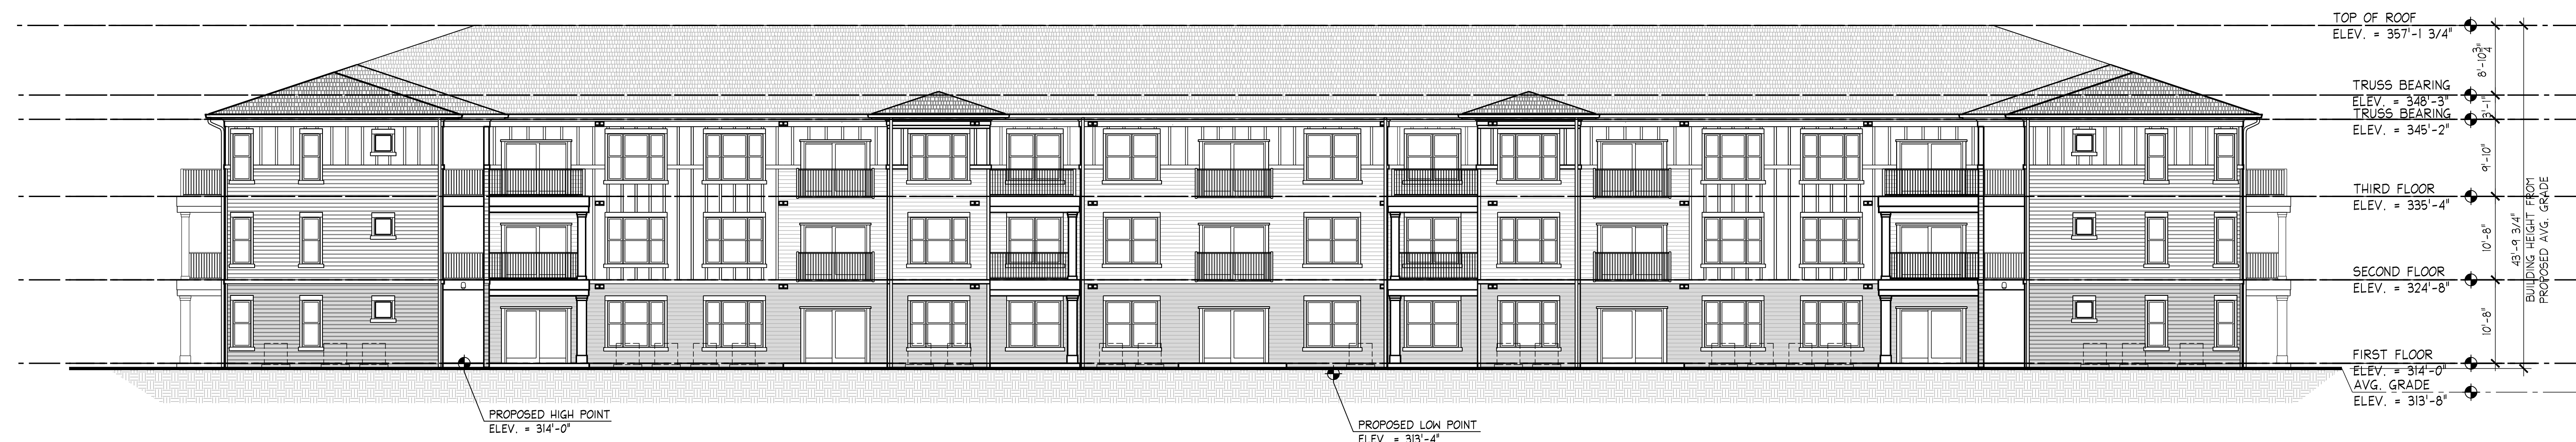 TOP OF ROOF
ELEV. = 357'-1 3/4"
8'-10 3/4"
TRUSS BEARING
ELEV. = 348'-3"
3'-1"
TRUSS BEARING
ELEV. = 345'-2"
9'-10"
THIRD FLOOR
ELEV. = 335'-4"
10'-8"
43'-9 3/4"
BUILDING HEIGHT FROM
PROPOSED AVG. GRADE
SECOND FLOOR
ELEV. = 324'-8"
10'-8"
FIRST FLOOR
ELEV. = 314'-0"
AVG. GRADE
ELEV. = 313'-8"
PROPOSED HIGH POINT
ELEV. = 314'-0"
PROPOSED LOW POINT
ELEV. = 313'-4"